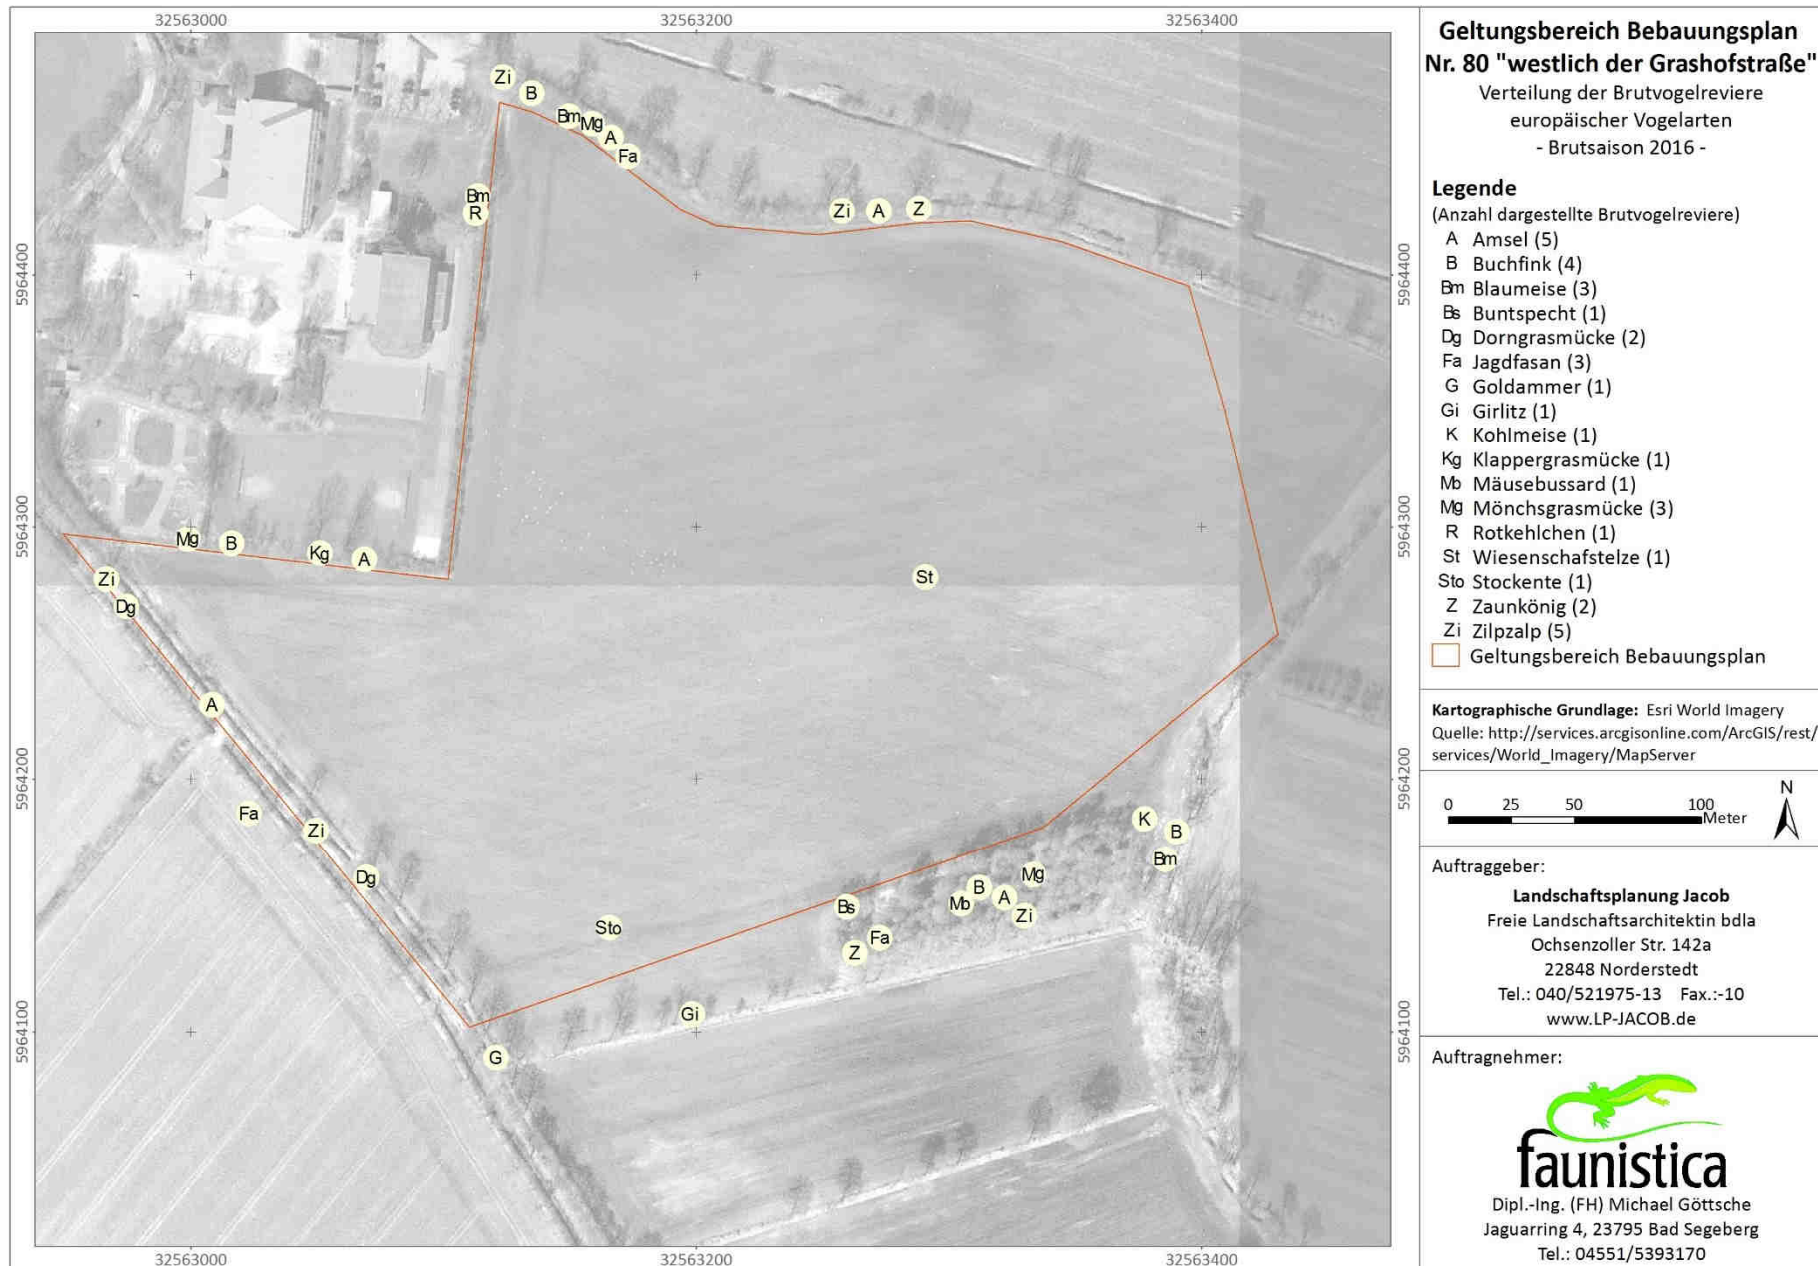 32563000 32563200 32563400
Zi
B
Bm
Mg
A
Fa
Bm
R
Zi A Z
5964400 5964400
5964300 5964300
Mg B Kg A
Zi
Dg
St
A
5964200 5964200
Fa Zi
Dg
K
B
Bm
Mg
B
A
Mb
Zi
Bs
Fa
Z
Sto
Gi
5964100 5964100
G
32563000 32563200 32563400
Geltungsbereich Bebauungsplan
Nr. 80 "westlich der Grashofstraße"
Verteilung der Brutvogelreviere
europäischer Vogelarten
- Brutsaison 2016 -
Legende
(Anzahl dargestellte Brutvogelreviere)
A Amsel (5)
B Buchfink (4)
Bm Blaumeise (3)
Bs Buntspecht (1)
Dg Dorngrasmücke (2)
Fa Jagdfasan (3)
G Goldammer (1)
Gi Girlitz (1)
K Kohlmeise (1)
Kg Klappergrasmücke (1)
Mb Mäusebussard (1)
Mg Mönchsgrasmücke (3)
R Rotkehlchen (1)
St Wiesenschafstelze (1)
Sto Stockente (1)
Z Zaunkönig (2)
Zi Zilpzalp (5)
Geltungsbereich Bebauungsplan
Kartographische Grundlage: Esri World Imagery
Quelle: http://services.arcgisonline.com/ArcGIS/rest/
services/World_Imagery/MapServer
0 25 50 100 Meter
N
Auftraggeber:
Landschaftsplanung Jacob
Freie Landschaftsarchitektin bdla
Ochsenzoller Str. 142a
22848 Norderstedt
Tel.: 040/521975-13 Fax.:-10
www.LP-JACOB.de
Auftragnehmer:
faunistica
Dipl.-Ing. (FH) Michael Göttsche
Jaguarring 4, 23795 Bad Segeberg
Tel.: 04551/5393170